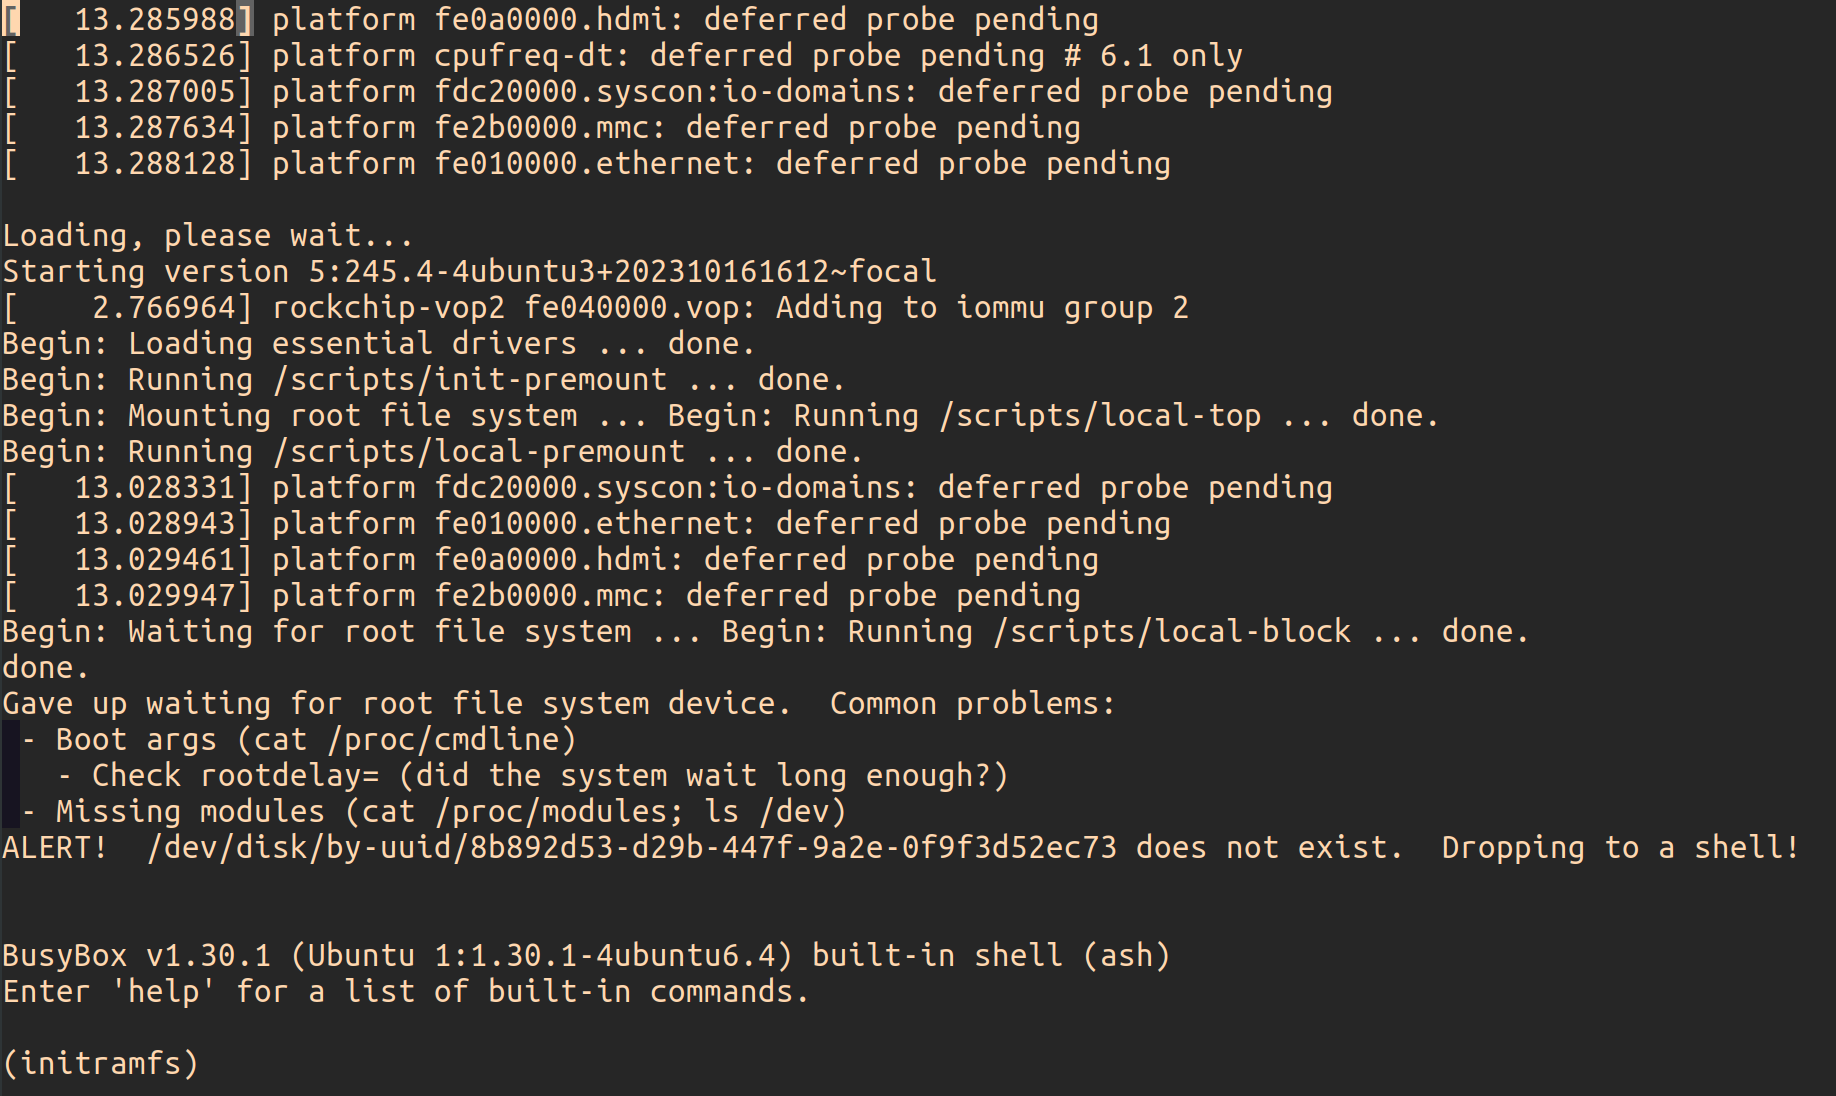 [   13.285988] platform fe0a0000.hdmi: deferred probe pending
[   13.286526] platform cpufreq-dt: deferred probe pending # 6.1 only
[   13.287005] platform fdc20000.syscon:io-domains: deferred probe pending
[   13.287634] platform fe2b0000.mmc: deferred probe pending
[   13.288128] platform fe010000.ethernet: deferred probe pending

Loading, please wait...
Starting version 5:245.4-4ubuntu3+202310161612~focal
[    2.766964] rockchip-vop2 fe040000.vop: Adding to iommu group 2
Begin: Loading essential drivers ... done.
Begin: Running /scripts/init-premount ... done.
Begin: Mounting root file system ... Begin: Running /scripts/local-top ... done.
Begin: Running /scripts/local-premount ... done.
[   13.028331] platform fdc20000.syscon:io-domains: deferred probe pending
[   13.028943] platform fe010000.ethernet: deferred probe pending
[   13.029461] platform fe0a0000.hdmi: deferred probe pending
[   13.029947] platform fe2b0000.mmc: deferred probe pending
Begin: Waiting for root file system ... Begin: Running /scripts/local-block ... done.
done.
Gave up waiting for root file system device.  Common problems:
 - Boot args (cat /proc/cmdline)
   - Check rootdelay= (did the system wait long enough?)
 - Missing modules (cat /proc/modules; ls /dev)
ALERT!  /dev/disk/by-uuid/8b892d53-d29b-447f-9a2e-0f9f3d52ec73 does not exist.  Dropping to a shell!

BusyBox v1.30.1 (Ubuntu 1:1.30.1-4ubuntu6.4) built-in shell (ash)
Enter 'help' for a list of built-in commands.

(initramfs)